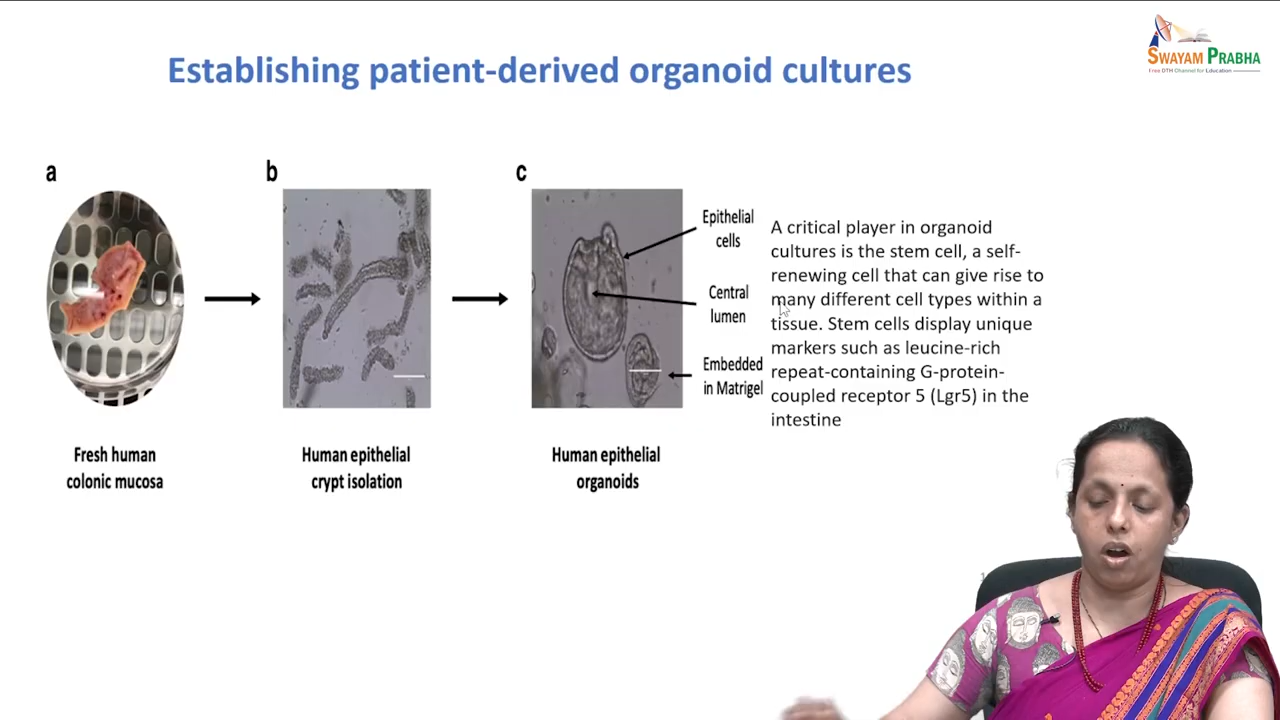 SWAYAM PRABHA
Free DTH Channel for Education
Establishing patient-derived organoid cultures
a
b
c
Epithelial
cells
Central
lumen
Embedded
in Matrigel
A critical player in organoid
cultures is the stem cell, a self-
renewing cell that can give rise to
many different cell types within a
tissue. Stem cells display unique
markers such as leucine-rich
repeat-containing G-protein-
coupled receptor 5 (Lgr5) in the
intestine
Fresh human
colonic mucosa
Human epithelial
crypt isolation
Human epithelial
organoids